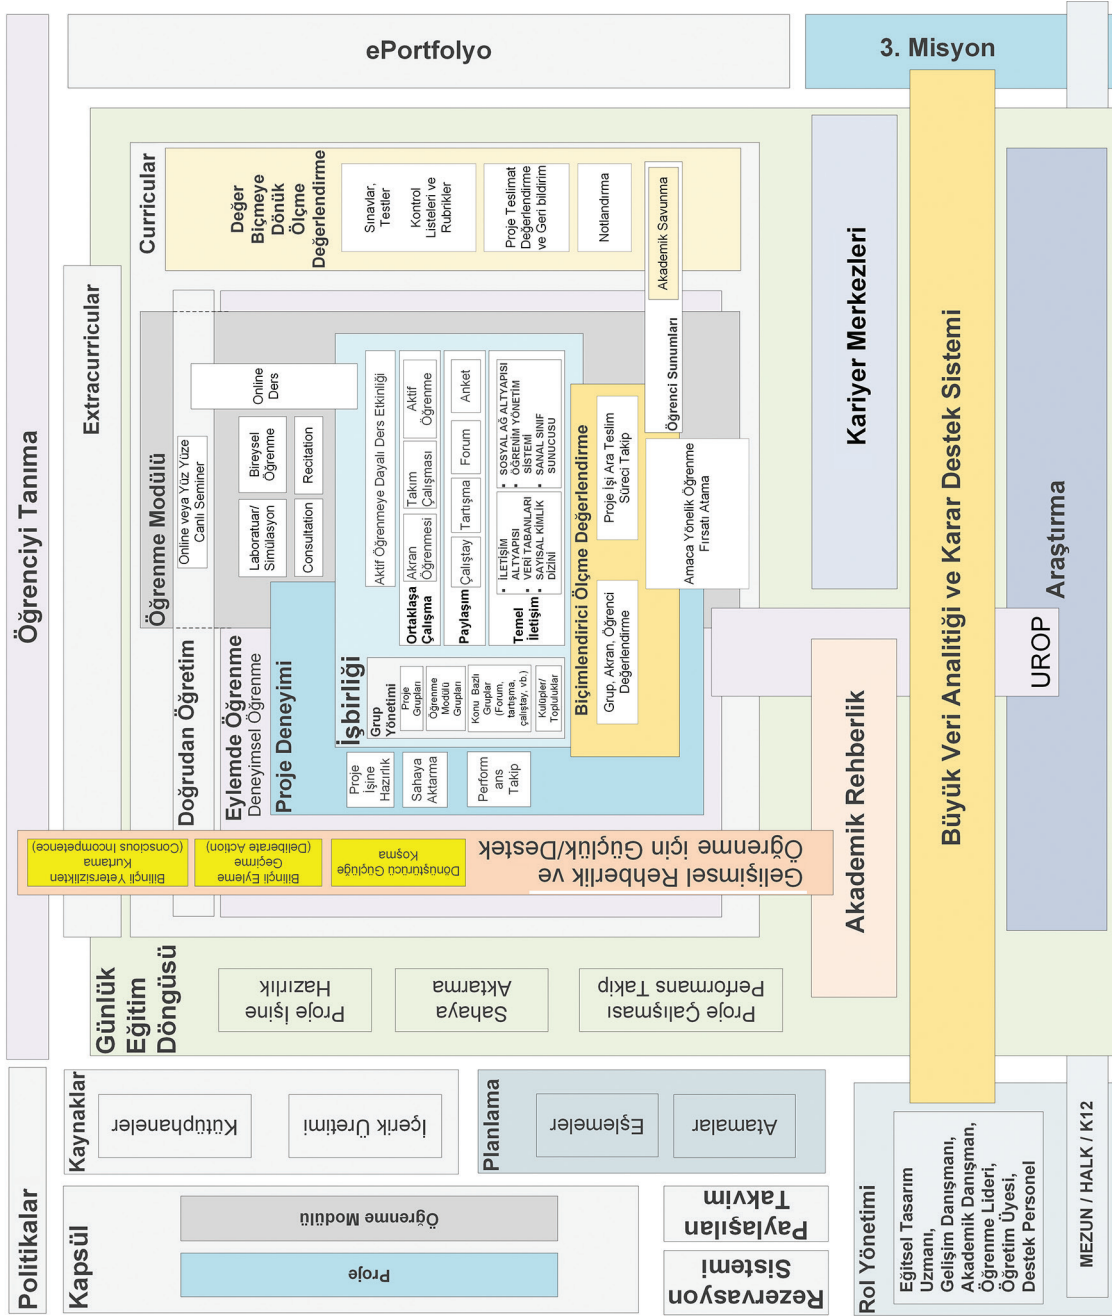 Politikalar
Öğrenciyi Tanıma
ePortfolyo
3. Misyon
Kapsül
Proje
Öğrenme Modülü
Rezervasyon
Sistemi
Paylaşılan
Takvim
Kaynaklar
Kütüphaneler
İçerik Üretimi
Planlama
Eşlemeler
Atamalar
Rol Yönetimi
Eğitsel Tasarım
Uzmanı,
Gelişim Danışmanı,
Akademik Danışman,
Öğrenme Lideri,
Öğretim Üyesi,
Destek Personel
MEZUN / HALK / K12
Günlük
Eğitim
Döngüsü
Proje İşine
Hazırlık
Sahaya
Aktarma
Proje Çalışması
Performans Takip
Extracurricular
Curricular
Gelişimsel Rehberlik ve
Öğrenme için Güçlük/Destek
Bilinçli Yetersizlikten
Kurtama
(Conscious Incompetence)
Bilinçli Eyleme
Geçirme
(Deliberate Action)
Dönüştürücü Güçlüğe
Koşma
Doğrudan Öğretim
Öğrenme Modülü
Online veya Yüz Yüze
Canlı Seminer
Eylemde Öğrenme
Deneyimsel Öğrenme
Laboratuar/
Simülasyon
Bireysel
Öğrenme
Consultation
Recitation
Online
Ders
Proje Deneyimi
Proje
İşine
Hazırlık
Sahaya
Aktarma
Perform
ans
Takip
İşbirliği
Grup
Yönetimi
Proje
Grupları
Öğrenme
Modülü
Grupları
Konu Bazlı
Gruplar
(Forum,
tartışma,
çalıştay, vb.)
Kulüpler/
Topluluklar
Aktif Öğrenmeye Dayalı Ders Etkinliği
Ortaklaşa
Çalışma
Akran
Öğrenmesi
Takım
Çalışması
Aktif
Öğrenme
Paylaşım
Çalıştay
Tartışma
Forum
Anket
Temel
İletişim
▪ İLETİŞİM
ALTYAPISI
▪ VERİ TABANLARI
▪ SAYISAL KİMLİK
DİZİNİ
▪ SOSYAL AĞ ALTYAPISI
▪ ÖĞRENİM YÖNETİM
SİSTEMİ
▪ SANAL SINIF
SUNUCUSU
Biçimlendirici Ölçme Değerlendirme
Grup, Akran, Öğrenci
Değerlendirme
Proje İşi Ara Teslim
Süreci Takip
Amaca Yönelik Öğrenme
Fırsatı Atama
Öğrenci Sunumları
Akademik Savunma
Değer
Biçmeye
Dönük
Ölçme
Değerlendirme
Sınavlar,
Testler
Kontrol
Listeleri ve
Rubrikler
Proje Teslimat
Değerlendirme
ve Geri bildirim
Notlandırma
Akademik Rehberlik
Kariyer Merkezleri
Büyük Veri Analitiği ve Karar Destek Sistemi
UROP
Araştırma